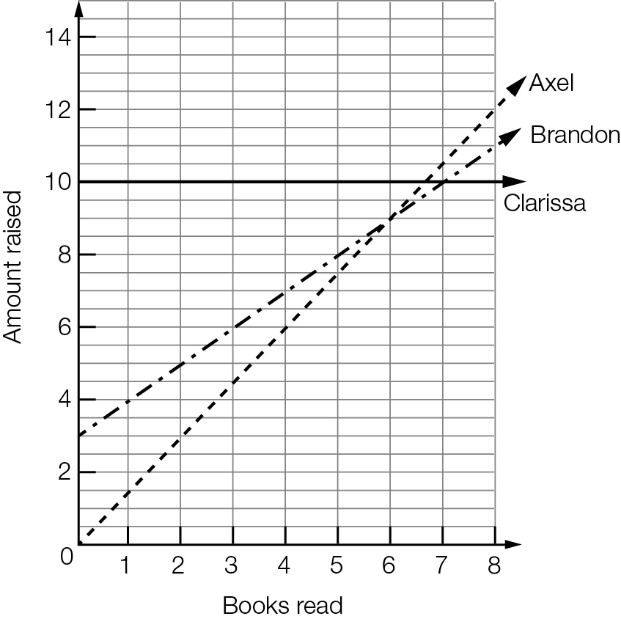 14
12
10
8
6
4
2
0
1 2 3 4 5 6 7 8
Axel
Brandon
Clarissa
Amount raised
Books read